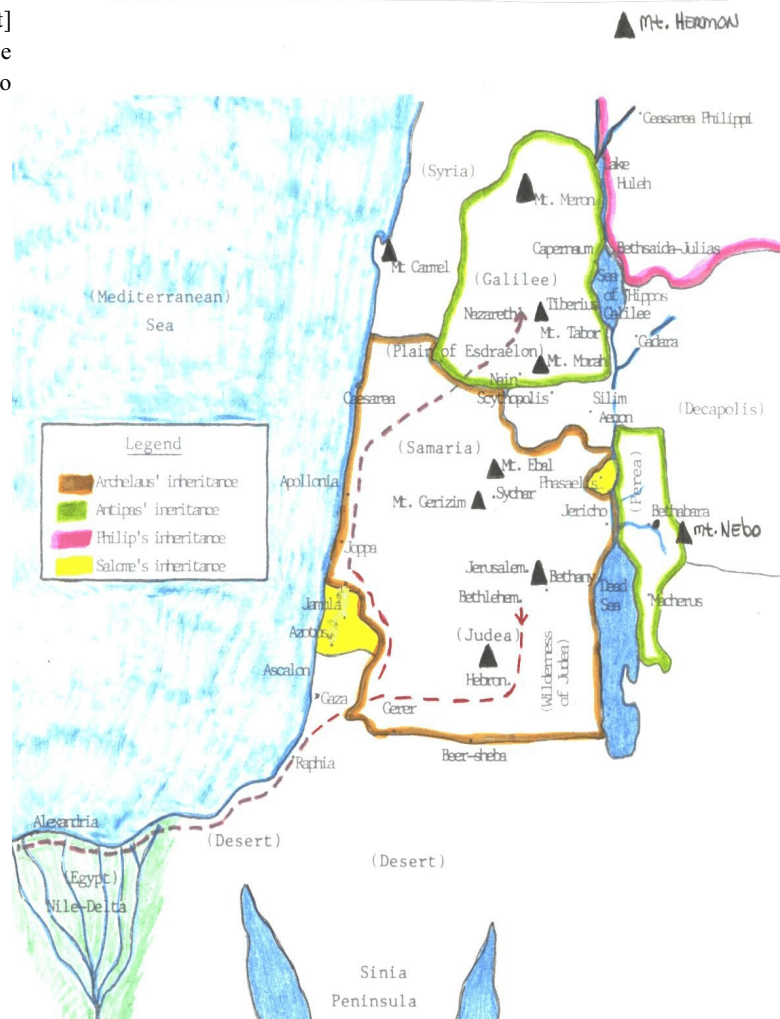 t]
e
o
Mt. HERMON
Ceasarea Philippi
Lake
Huleh
(Syria)
Mt. Meron
Capernaum
Bethsaida-Julias
Mt Carmel
(Galilee)
Sea
of
Galilee
Hippos
(Mediterranean)
Sea
Nazareth
Tiberius
Mt. Tabor
Gadara
(Plain of Esdraelon)
Mt. Morah
Nain
Caesarea
Scythopolis
Silim
Aenon
(Decapolis)
Legend
Archelaus' inheritance
Antipas' ineritance
Philip's inheritance
Salome's inheritance
(Samaria)
Mt. Ebal
Apollonia
Phasaelis
(Perea)
Mt. Gerizim
Sychar
Jericho
Bethabara
Mt. NEBO
Joppa
Jerusalem.
Bethany
Dead
Sea
Bethlehem.
Macherus
Azotus
(Judea)
(Wilderness
of Judea)
Ascalon
Hebron.
Gaza
Gerer
Beer-sheba
Raphia
Alexandria
(Desert)
(Desert)
(Egypt)
Nile-Delta
Sinia
Peninsula